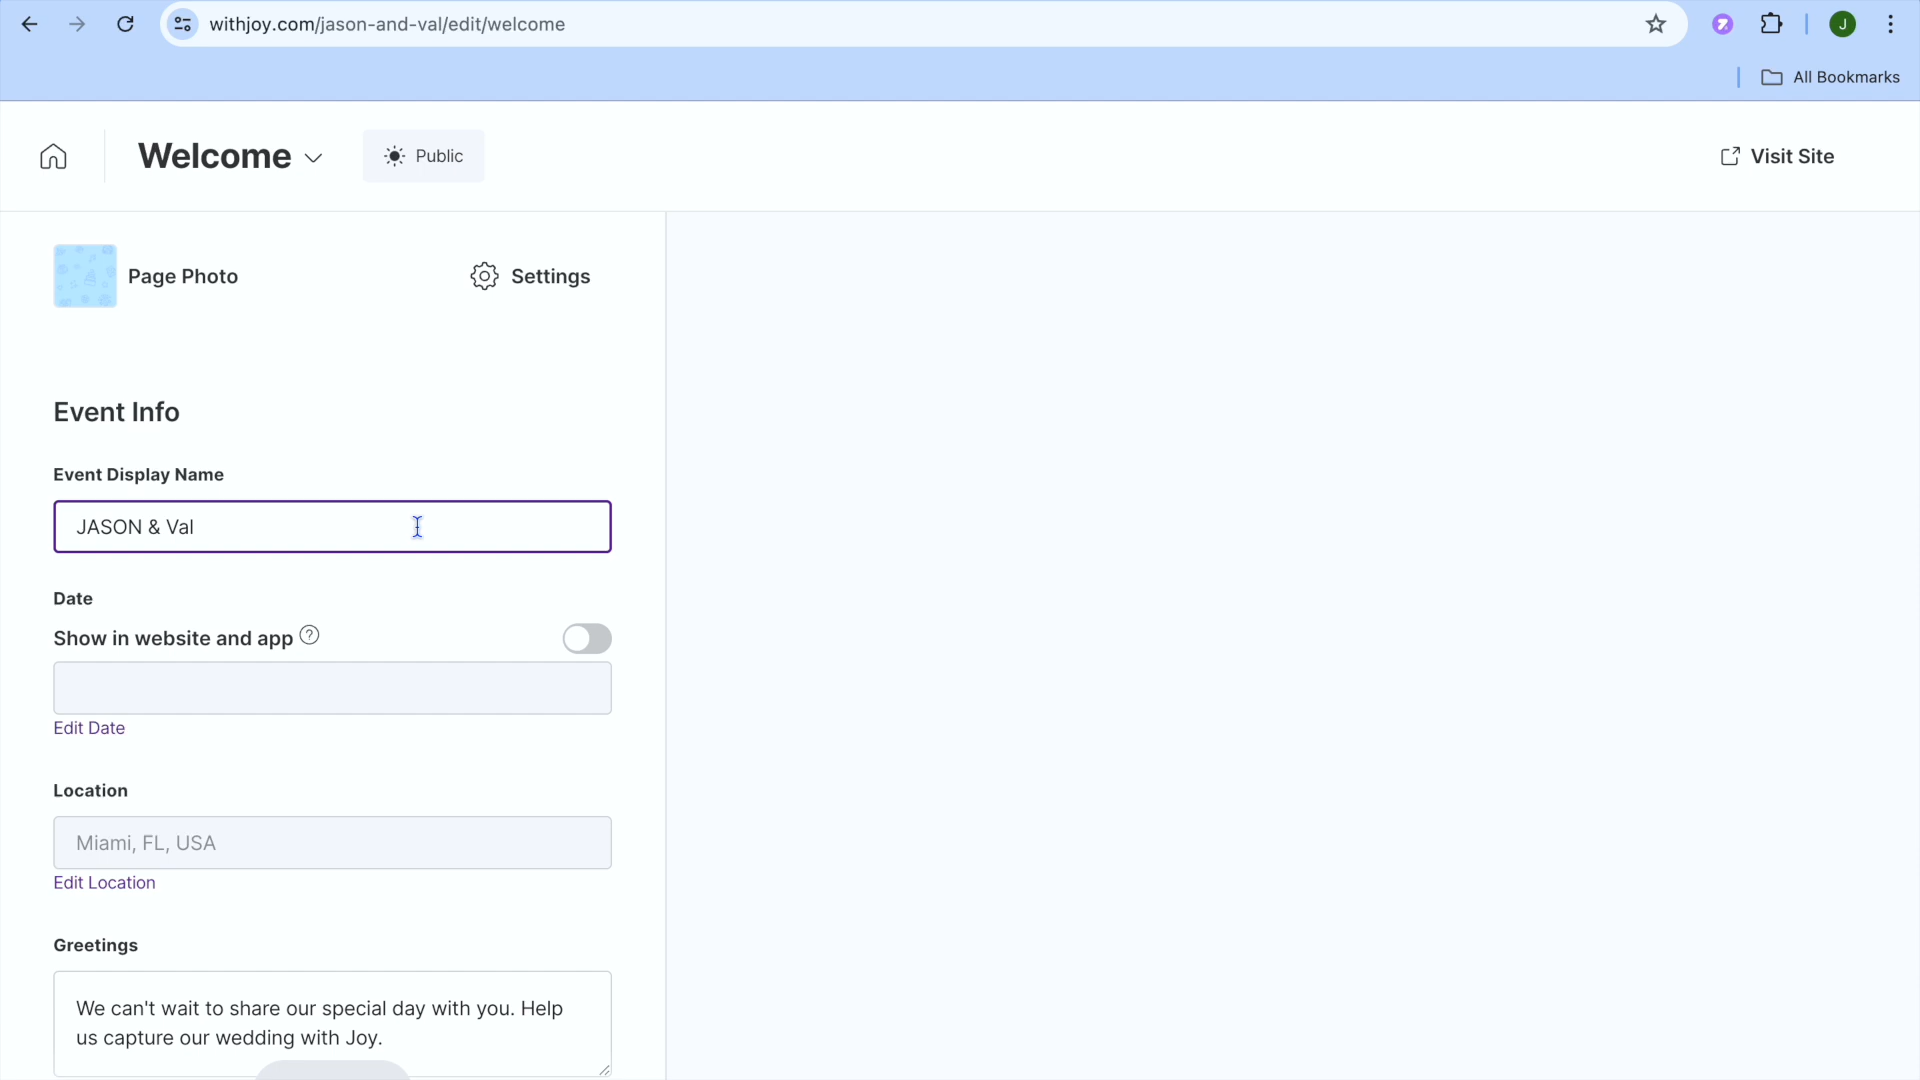 withjoy.com/jason-and-val/edit/welcome
J
All Bookmarks
Welcome
Public
Visit Site
Page Photo
Settings
Event Info
Event Display Name
JASON & Val
Date
Show in website and app ?
Edit Date
Location
Miami, FL, USA
Edit Location
Greetings
We can't wait to share our special day with you. Help
us capture our wedding with Joy.